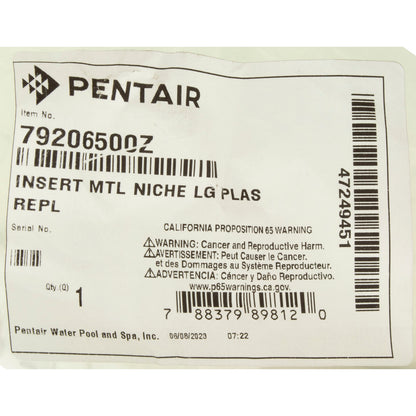 PENTAIR
Item No.
79206500Z
INSERT MTL NICHE LG PLAS
REPL
Serial No.
CALIFORNIA PROPOSITION 65 WARNING
WARNING: Cancer and Reproductive Harm.
AVERTISSEMENT: Peut Causer le Cancer.
et des Dommages au Système Reproducteur.
ADVERTENCIA: Cáncer y Daño Reproductivo.
www.p65warnings.ca.gov.
Qty.(Q) 1
7 88379 89812 0
Pentair Water Pool and Spa, Inc. 06/08/2023 07:22
47249451